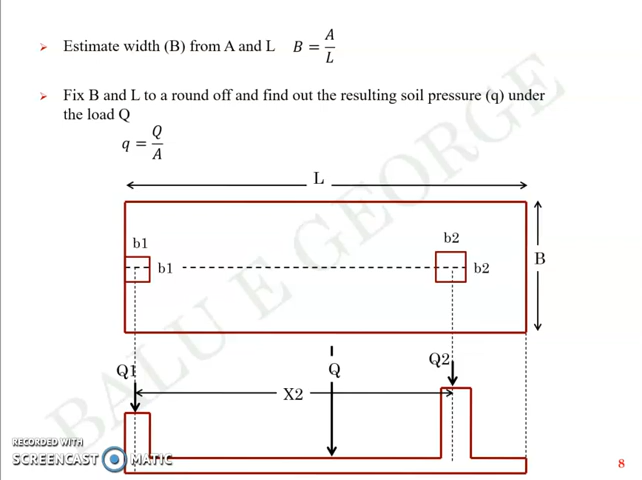 Estimate width (B) from A and L B = A/L
Fix B and L to a round off and find out the resulting soil pressure (q) under
the load Q
q = Q/A
L
b1
b2
b1
b2
B
Q1
Q
Q2
X2
BALU E GEORGE
RECORDED WITH
SCREENCAST MATIC
8